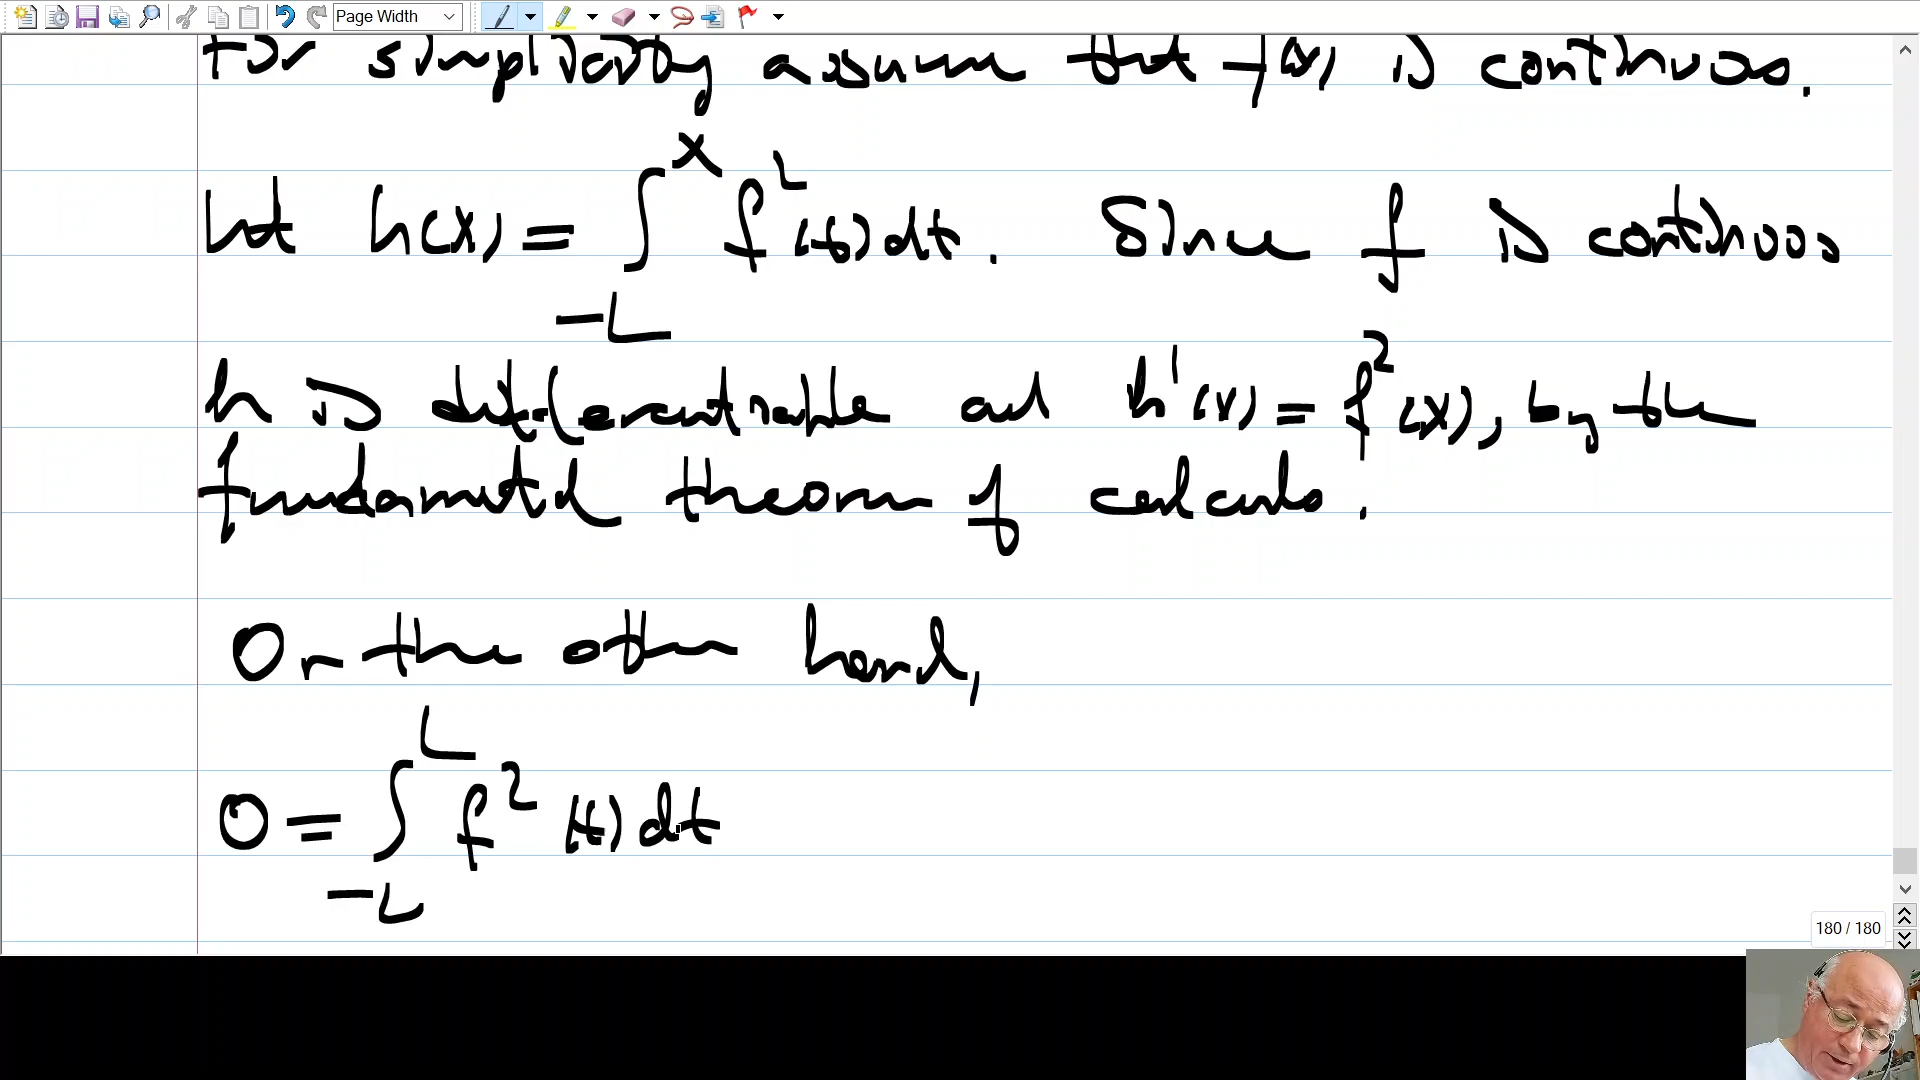 Page Width
For simplicity assume that f(x) is continuous.
Let h(x) = ∫_{-L}^{x} f²(t) dt. Since f is continuous
h is differentiable and h'(x) = f²(x), by the
fundamental theorem of calculus.
On the other hand,
0 = ∫_{-L}^{L} f²(t) dt
180 / 180